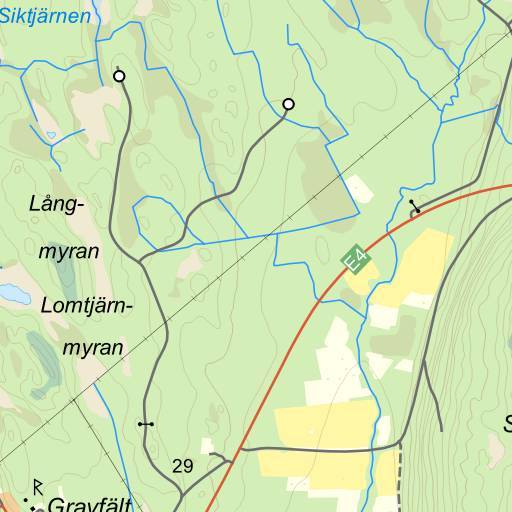 Siktjärnen
Lång-
myran
E4
Lomtjärn-
myran
29
S
Gravfält